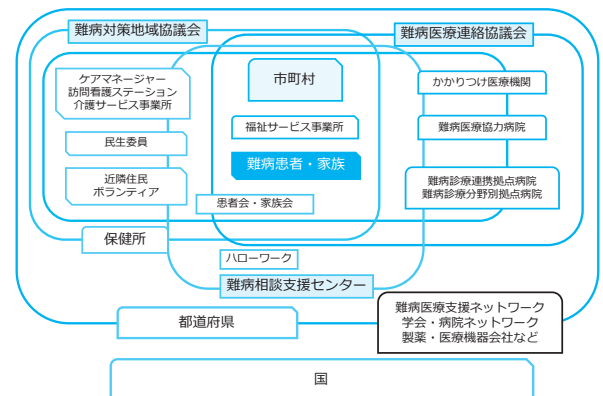 難病対策地域協議会
難病医療連絡協議会
ケアマネージャー
訪問看護ステーション
介護サービス事業所
市町村
かかりつけ医療機関
福祉サービス事業所
難病医療協力病院
民生委員
難病患者・家族
近隣住民
ボランティア
難病診療連携拠点病院
難病診療分野別拠点病院
患者会・家族会
保健所
ハローワーク
難病相談支援センター
都道府県
難病医療支援ネットワーク
学会・病院ネットワーク
製薬・医療機器会社など
国